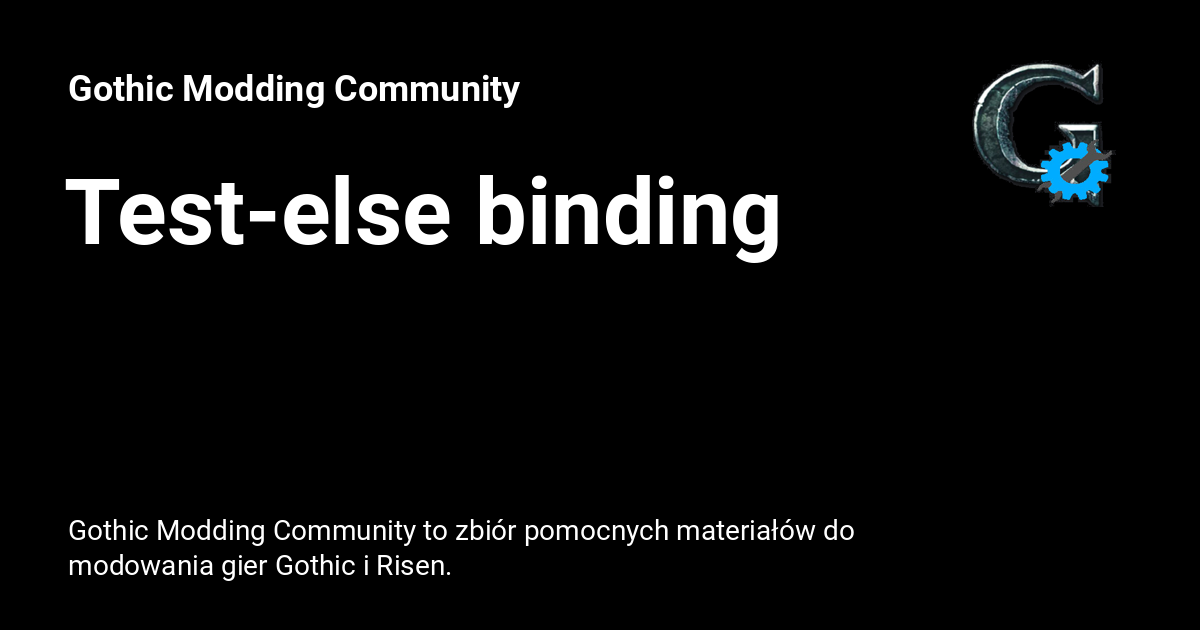 Gothic Modding Community
Test-else binding
Gothic Modding Community to zbiór pomocnych materiałów do
modowania gier Gothic i Risen.